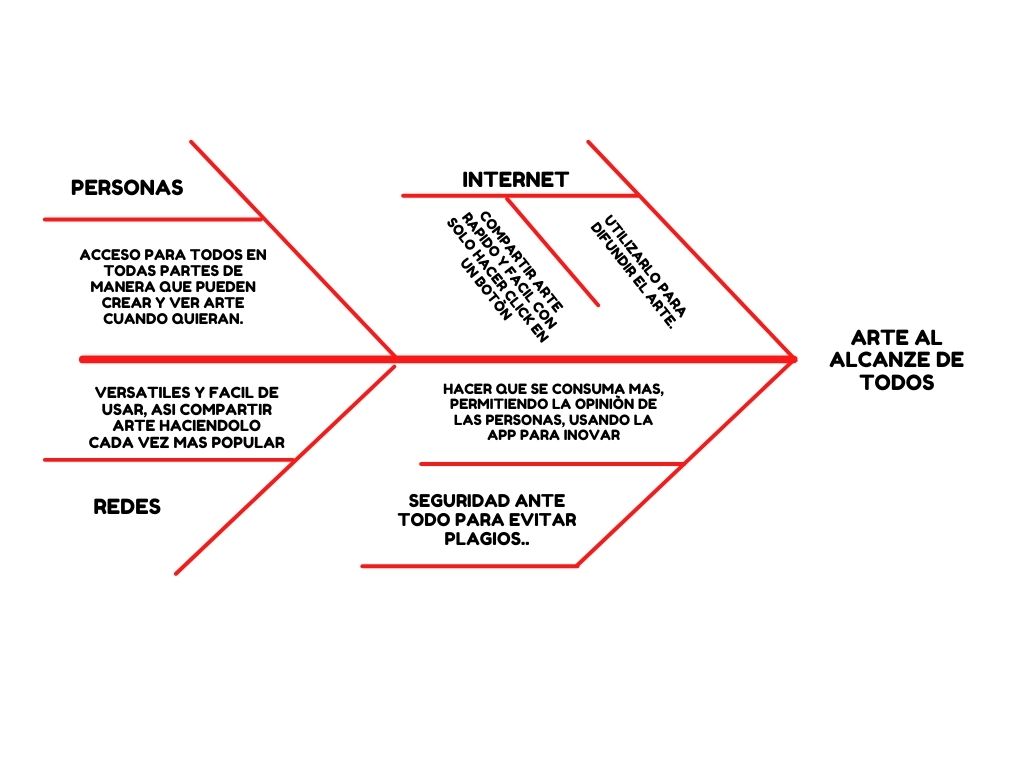 PERSONAS
ACCESO PARA TODOS EN
TODAS PARTES DE
MANERA QUE PUEDEN
CREAR Y VER ARTE
CUANDO QUIERAN.
INTERNET
COMPARTIR ARTE
RAPIDO Y FACIL CON
SOLO HACER CLICK EN
UN BOTÓN
UTILIZARLO PARA
DIFUNDIR EL ARTE.
ARTE AL
ALCANZE DE
TODOS
VERSATILES Y FACIL DE
USAR, ASI COMPARTIR
ARTE HACIENDOLO
CADA VEZ MAS POPULAR
REDES
HACER QUE SE CONSUMA MAS,
PERMITIENDO LA OPINIÓN DE
LAS PERSONAS, USANDO LA
APP PARA INOVAR
SEGURIDAD ANTE
TODO PARA EVITAR
PLAGIOS..